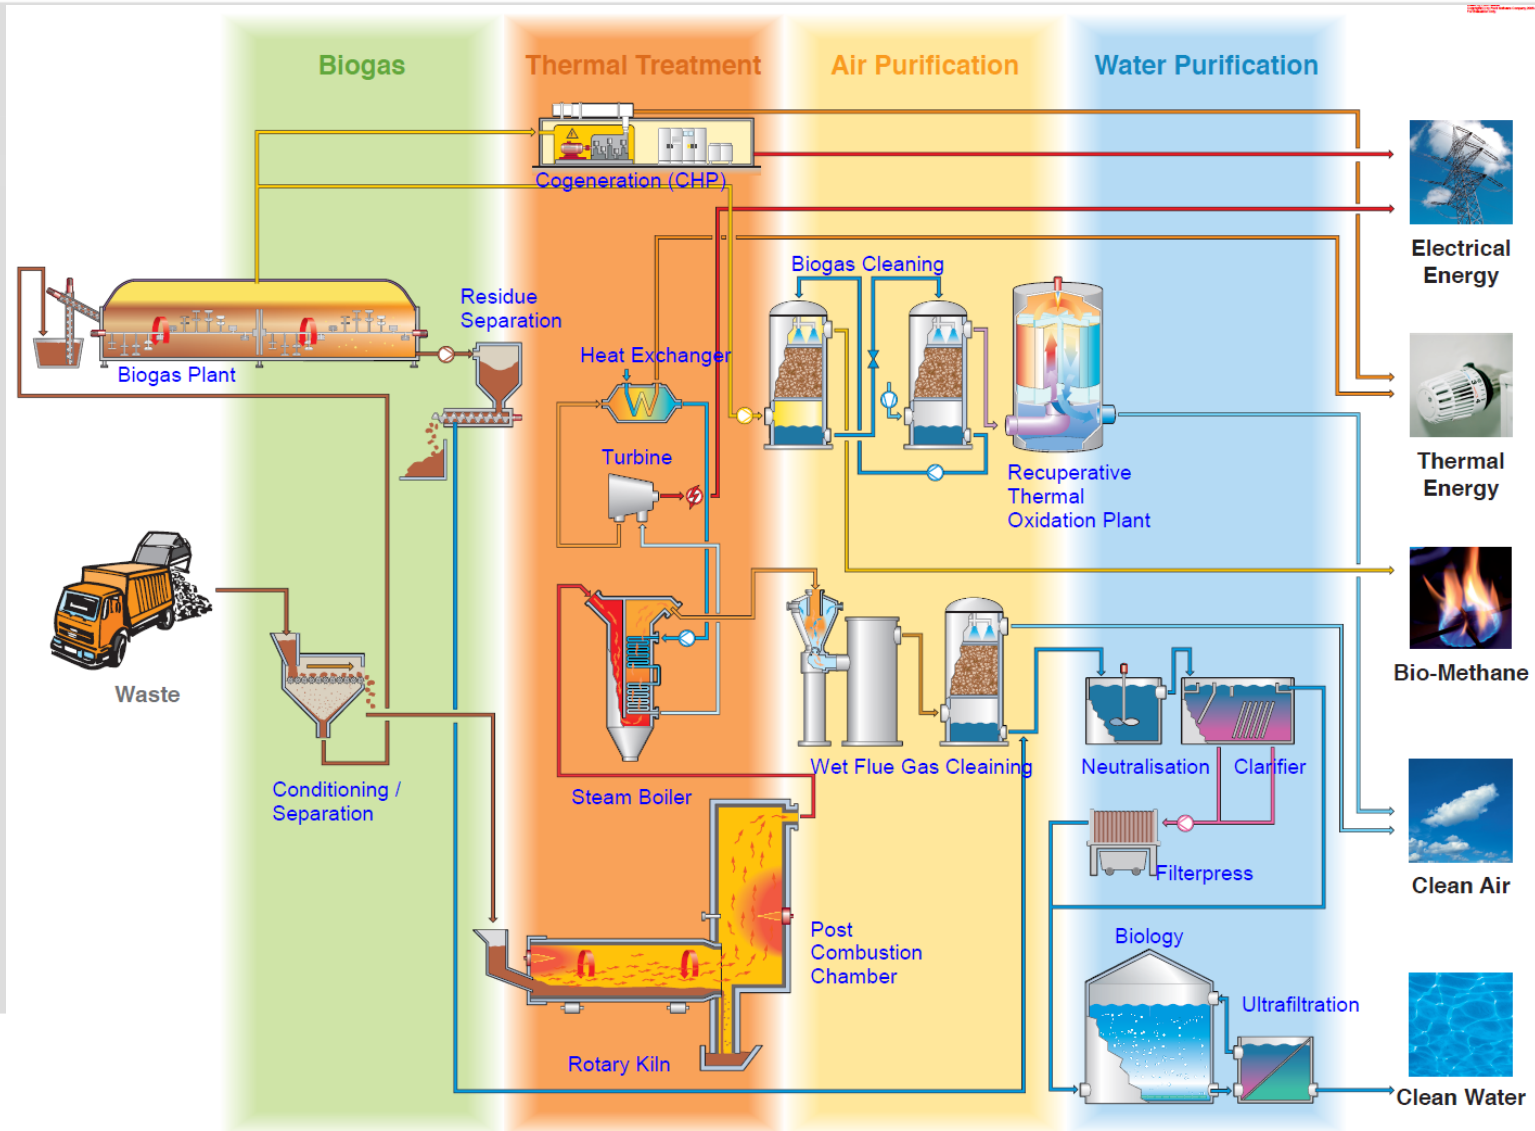 Biogas
Thermal Treatment
Air Purification
Water Purification
Cogeneration (CHP)
Electrical
Energy
Biogas Cleaning
Residue
Separation
Heat Exchanger
Biogas Plant
Turbine
Recuperative
Thermal
Oxidation Plant
Thermal
Energy
Waste
Bio-Methane
Conditioning /
Separation
Steam Boiler
Wet Flue Gas Cleaining
Neutralisation
Clarifier
Filterpress
Clean Air
Post
Combustion
Chamber
Biology
Ultrafiltration
Rotary Kiln
Clean Water